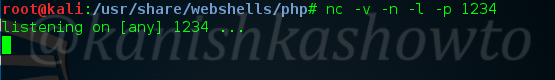 root@kali:/usr/share/webshells/php# nc -v -n -l -p 1234
listening on [any] 1234 ...
@kanishkashowto